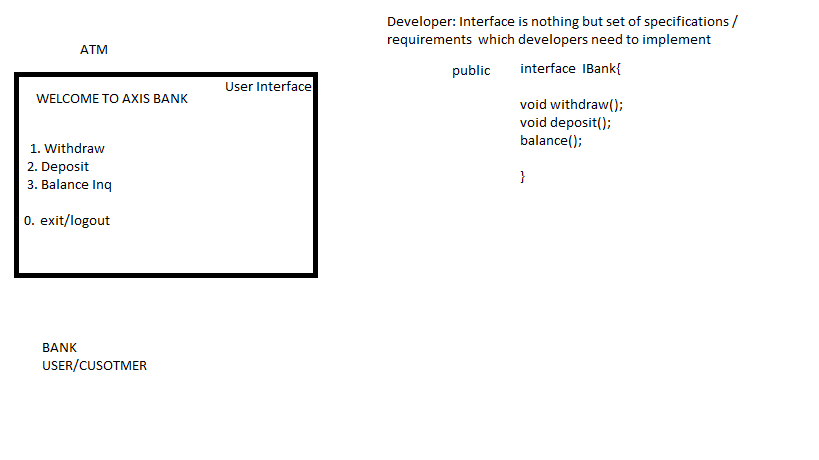 ATM
User Interface
WELCOME TO AXIS BANK
1. Withdraw
2. Deposit
3. Balance Inq
0. exit/logout
BANK
USER/CUSOTMER
Developer: Interface is nothing but set of specifications /
requirements which developers need to implement
public interface IBank{
void withdraw();
void deposit();
balance();
}